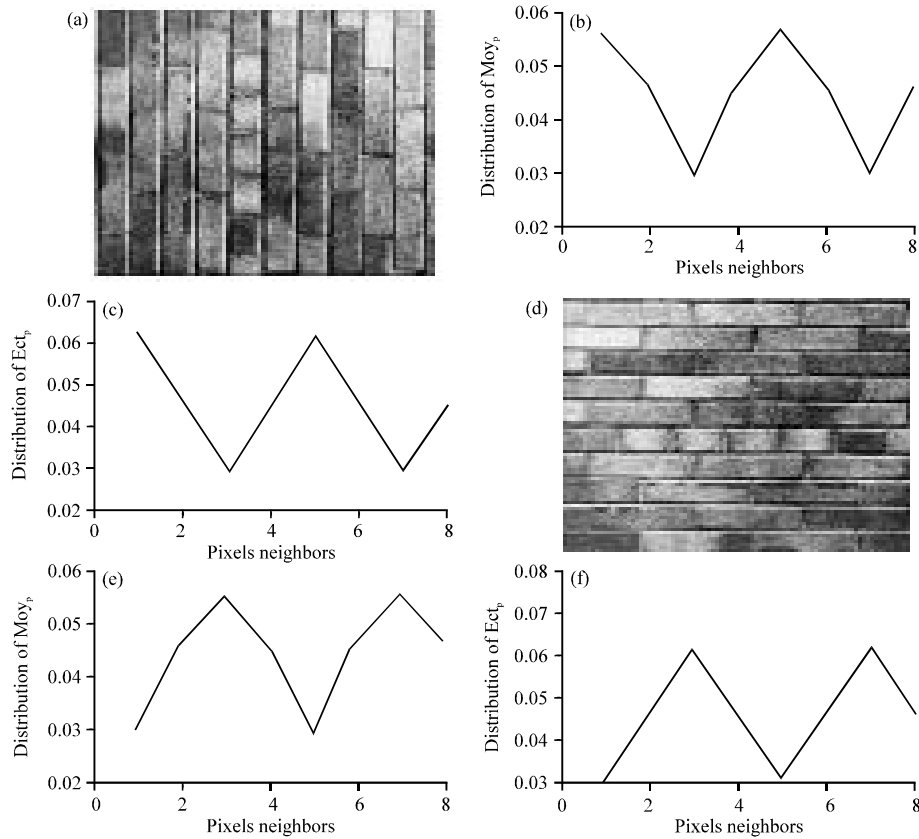 (a)
(b)
Distribution of Moyₚ
0.06
0.05
0.04
0.03
0.02
0 2 4 6 8
Pixels neighbors
(c)
Distribution of Ectₚ
0.07
0.06
0.05
0.04
0.03
0.02
0 2 4 6 8
Pixels neighbors
(d)
(e)
Distribution of Moyₚ
0.06
0.05
0.04
0.03
0.02
0 2 4 6 8
Pixels neighbors
(f)
Distribution of Ectₚ
0.08
0.07
0.06
0.05
0.04
0.03
0 2 4 6 8
Pixels neighbors